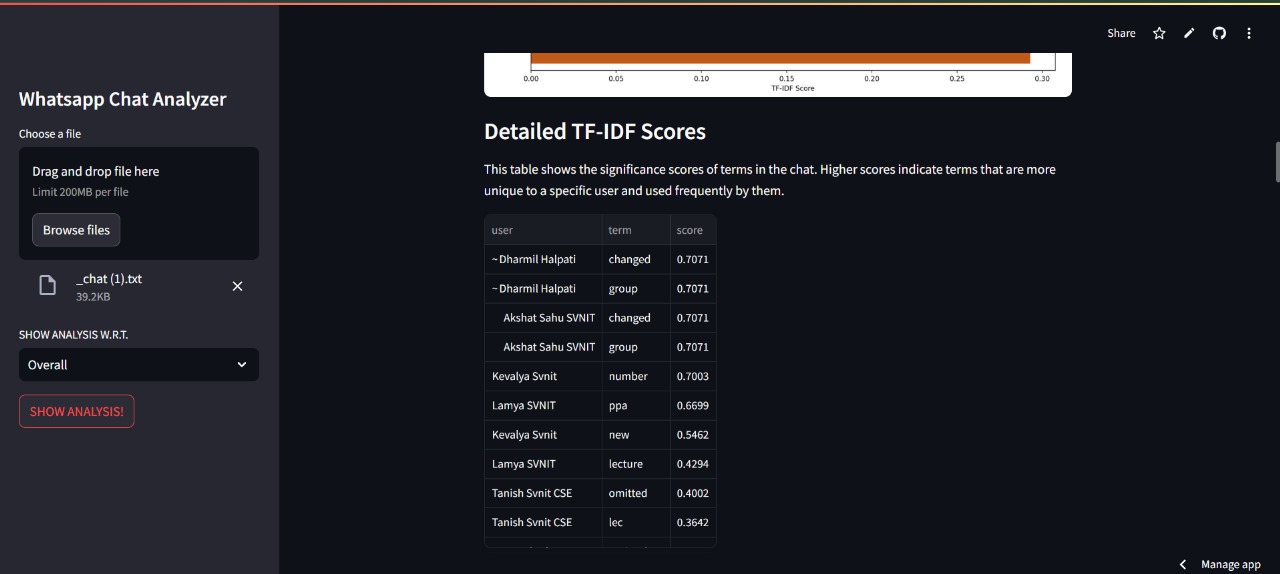 Share
Whatsapp Chat Analyzer
Choose a file
Drag and drop file here
Limit 200MB per file
Browse files
_chat (1).txt
39.2KB
SHOW ANALYSIS W.R.T.
Overall
SHOW ANALYSIS!
0.00 0.05 0.10 0.15 0.20 0.25 0.30
TF-IDF Score
Detailed TF-IDF Scores
This table shows the significance scores of terms in the chat. Higher scores indicate terms that are more
unique to a specific user and used frequently by them.
user term score
~ Dharmil Halpati changed 0.7071
~ Dharmil Halpati group 0.7071
Akshat Sahu SVNIT changed 0.7071
Akshat Sahu SVNIT group 0.7071
Kevalya Svnit number 0.7003
Lamya SVNIT ppa 0.6699
Kevalya Svnit new 0.5462
Lamya SVNIT lecture 0.4294
Tanish Svnit CSE omitted 0.4002
Tanish Svnit CSE lec 0.3642
Manage app